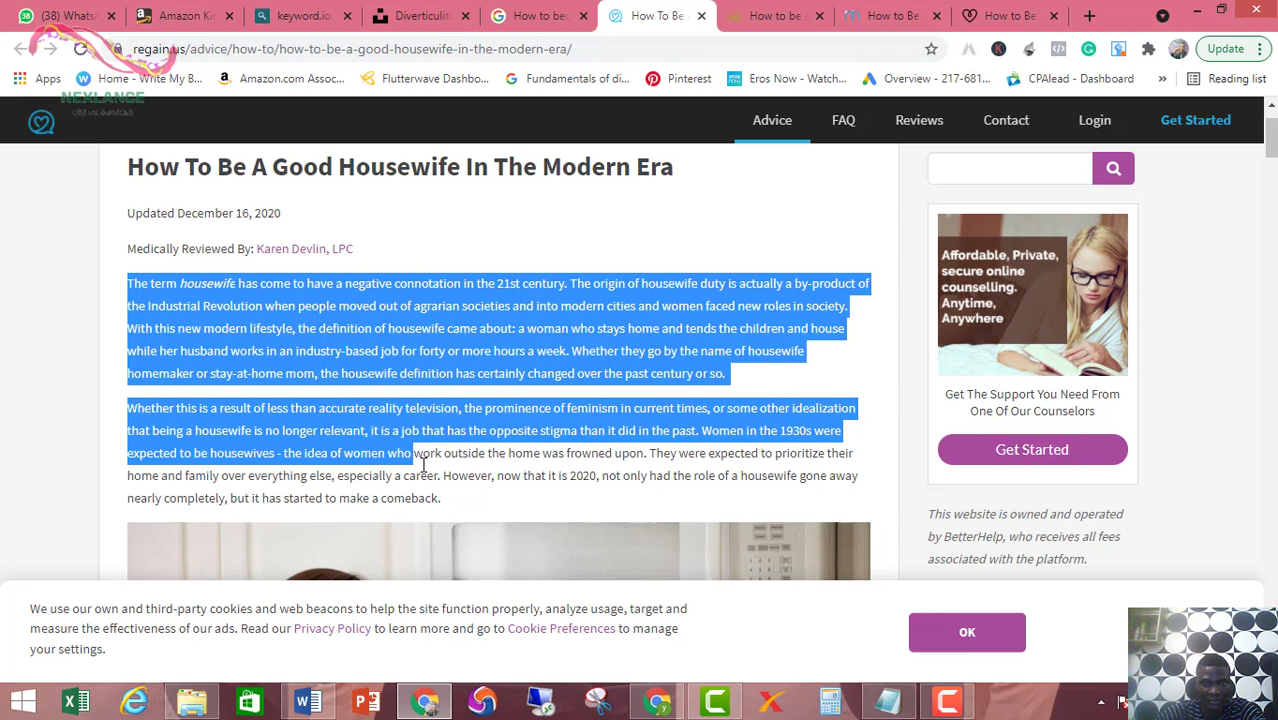 (38) Whats
Amazon Kin
keyword.io
Diverticuliti
How to bec
How To Be
How to be
How to Be
How to Be
regain.us/advice/how-to/how-to-be-a-good-housewife-in-the-modern-era/
Update
Apps
Home - Write My B...
Amazon.com Assoc...
Flutterwave Dashbo...
Fundamentals of di...
Pinterest
Eros Now - Watch...
Overview - 217-681...
CPAlead - Dashboard
»
Reading list
NEXLANCE
Advice
FAQ
Reviews
Contact
Login
Get Started
How To Be A Good Housewife In The Modern Era
Updated December 16, 2020
Medically Reviewed By: Karen Devlin, LPC
The term housewife has come to have a negative connotation in the 21st century. The origin of housewife duty is actually a by-product of
the Industrial Revolution when people moved out of agrarian societies and into modern cities and women faced new roles in society.
With this new modern lifestyle, the definition of housewife came about: a woman who stays home and tends the children and house
while her husband works in an industry-based job for forty or more hours a week. Whether they go by the name of housewife
homemaker or stay-at-home mom, the housewife definition has certainly changed over the past century or so.
Whether this is a result of less than accurate reality television, the prominence of feminism in current times, or some other idealization
that being a housewife is no longer relevant, it is a job that has the opposite stigma than it did in the past. Women in the 1930s were
expected to be housewives - the idea of women who work outside the home was frowned upon. They were expected to prioritize their
home and family over everything else, especially a career. However, now that it is 2020, not only had the role of a housewife gone away
nearly completely, but it has started to make a comeback.
Affordable, Private,
secure online
counselling.
Anytime,
Anywhere
Get The Support You Need From
One Of Our Counselors
Get Started
This website is owned and operated
by BetterHelp, who receives all fees
associated with the platform.
We use our own and third-party cookies and web beacons to help the site function properly, analyze usage, target and
measure the effectiveness of our ads. Read our Privacy Policy to learn more and go to Cookie Preferences to manage
your settings.
OK